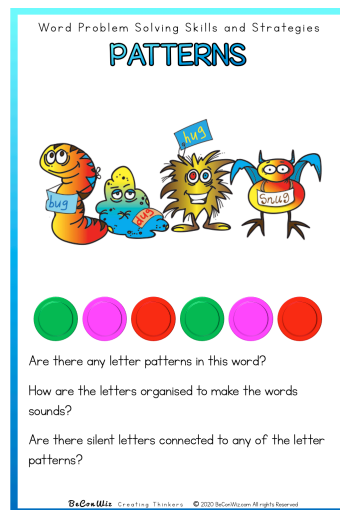 Word Problem Solving Skills and Strategies
PATTERNS
hug
bug
dug
Snug
Are there any letter patterns in this word?
How are the letters organised to make the words
sounds?
Are there silent letters connected to any of the letter
patterns?
BeConWiz Creating Thinkers © 2020 BeConWiz.com All rights Reserved